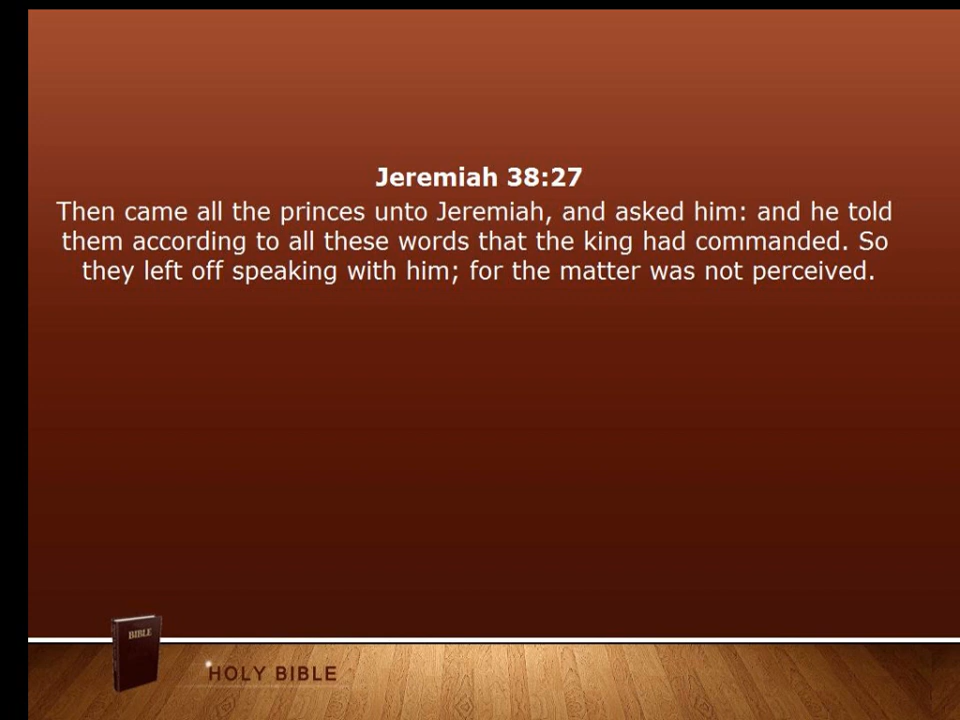 Jeremiah 38:27
Then came all the princes unto Jeremiah, and asked him: and he told
them according to all these words that the king had commanded. So
they left off speaking with him; for the matter was not perceived.
BIBLE
HOLY BIBLE